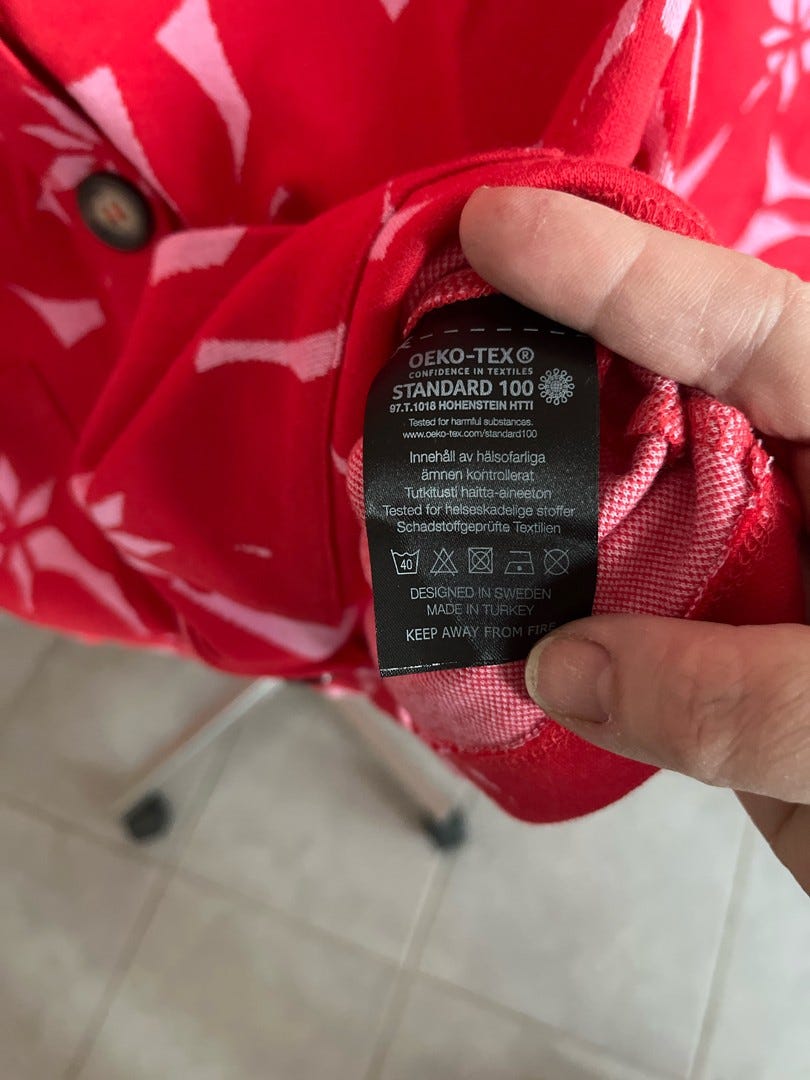 OEKO-TEX®
CONFIDENCE IN TEXTILES
STANDARD 100
97.T.1018 HOHENSTEIN HTTI
Tested for harmful substances.
www.oeko-tex.com/standard100
Innehåll av hälsofarliga
ämnen kontrollerat
Tutkitusti haitta-aineeton
Tested for helseskadelige stoffer
Schadstoffgeprüfte Textilien
40
DESIGNED IN SWEDEN
MADE IN TURKEY
KEEP AWAY FROM FIRE